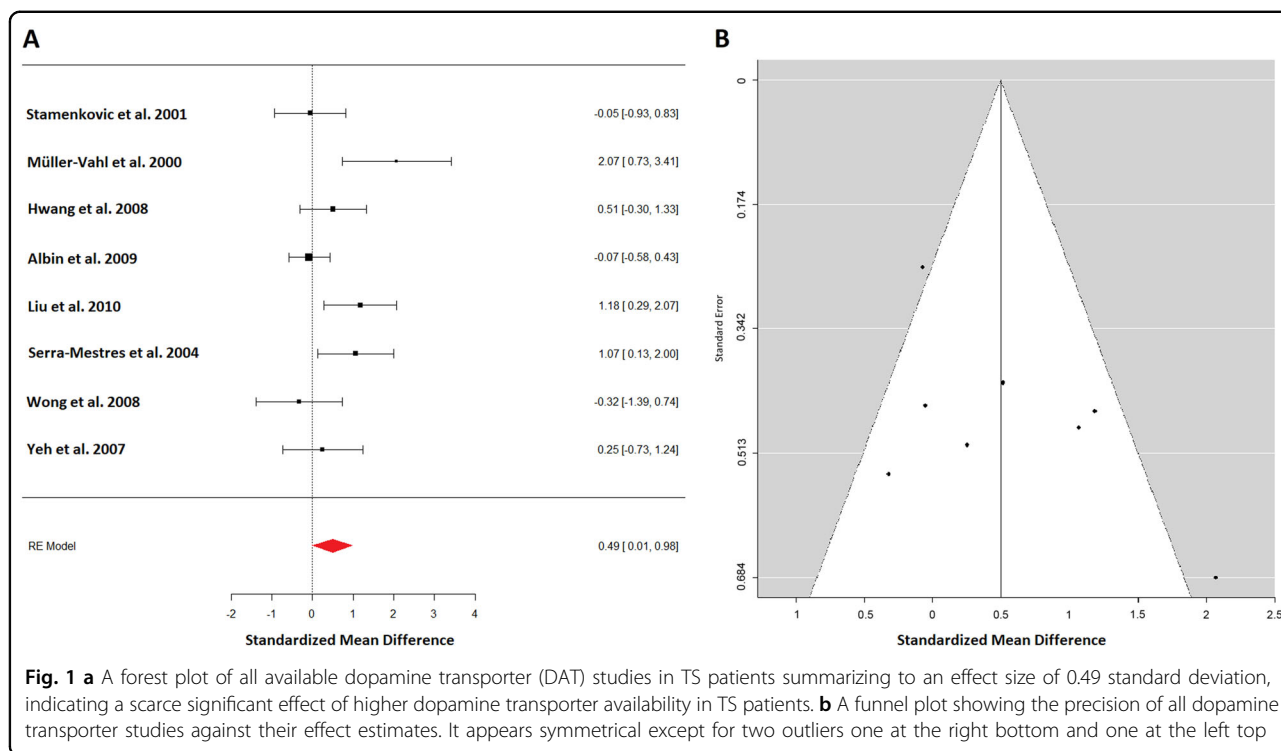 A
Stamenkovic et al. 2001 -0.05 [-0.93, 0.83]
Müller-Vahl et al. 2000 2.07 [ 0.73, 3.41]
Hwang et al. 2008 0.51 [-0.30, 1.33]
Albin et al. 2009 -0.07 [-0.58, 0.43]
Liu et al. 2010 1.18 [ 0.29, 2.07]
Serra-Mestres et al. 2004 1.07 [ 0.13, 2.00]
Wong et al. 2008 -0.32 [-1.39, 0.74]
Yeh et al. 2007 0.25 [-0.73, 1.24]
RE Model 0.49 [ 0.01, 0.98]
-2 -1 0 1 2 3 4
Standardized Mean Difference
B
Standard Error
0
0.174
0.342
0.513
0.684
1 0.5 0 0.5 1 1.5 2 2.5
Standardized Mean Difference
Fig. 1 a A forest plot of all available dopamine transporter (DAT) studies in TS patients summarizing to an effect size of 0.49 standard deviation,
indicating a scarce significant effect of higher dopamine transporter availability in TS patients. b A funnel plot showing the precision of all dopamine
transporter studies against their effect estimates. It appears symmetrical except for two outliers one at the right bottom and one at the left top